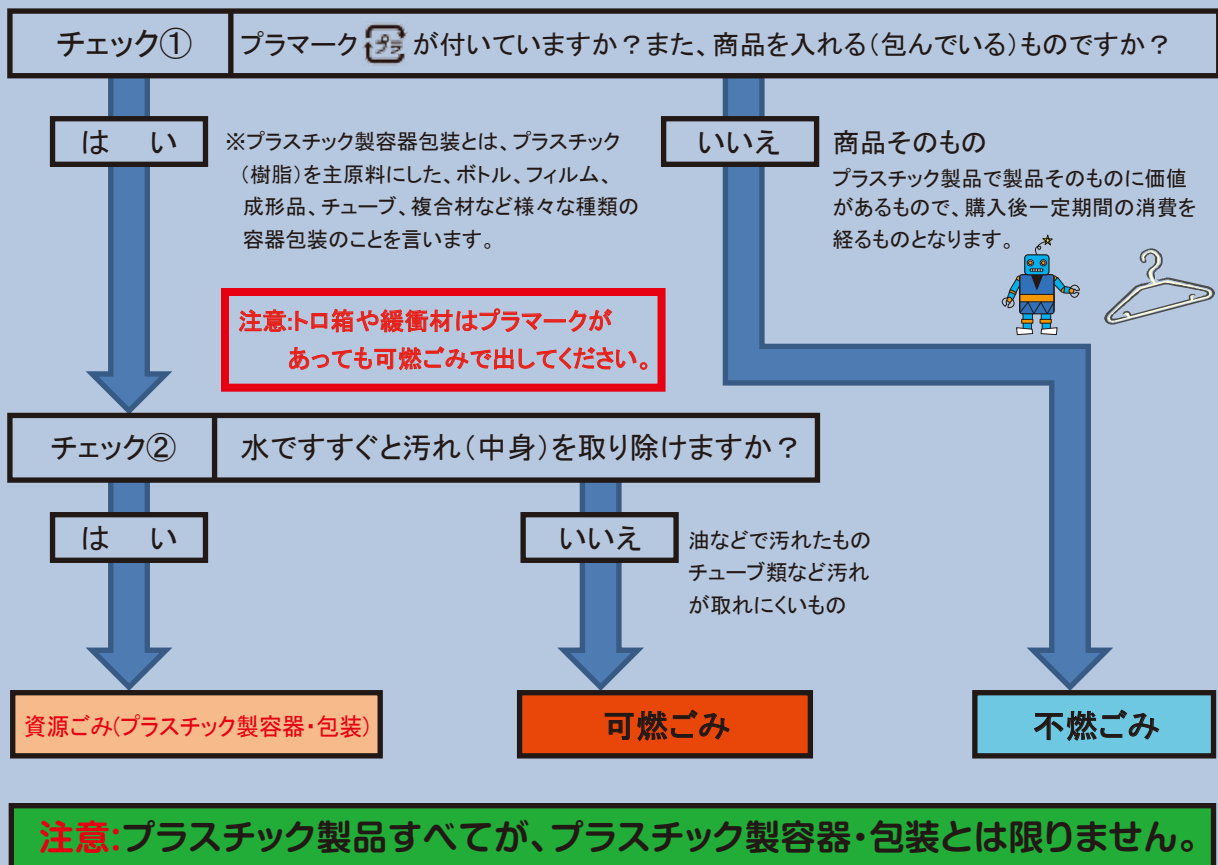 チェック① プラマーク プラ が付いていますか？また、商品を入れる（包んでいる）ものですか？
は い
※プラスチック製容器包装とは、プラスチック
（樹脂）を主原料にした、ボトル、フィルム、
成形品、チューブ、複合材など様々な種類の
容器包装のことを言います。
いいえ
商品そのもの
プラスチック製品で製品そのものに価値
があるもので、購入後一定期間の消費を
経るものとなります。
注意:トロ箱や緩衝材はプラマークが
あっても可燃ごみで出してください。
チェック② 水ですすぐと汚れ（中身）を取り除けますか？
は い
いいえ
油などで汚れたもの
チューブ類など汚れ
が取れにくいもの
資源ごみ(プラスチック製容器・包装)
可燃ごみ
不燃ごみ
注意:プラスチック製品すべてが、プラスチック製容器・包装とは限りません。